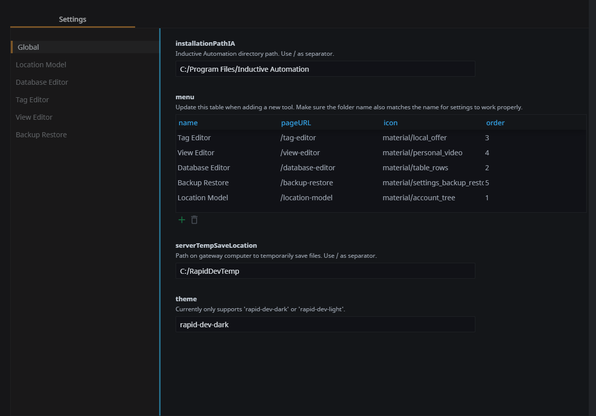 Settings
Global
Location Model
Database Editor
Tag Editor
View Editor
Backup Restore
installationPathIA
Inductive Automation directory path. Use / as separator.
C:/Program Files/Inductive Automation
menu
Update this table when adding a new tool. Make sure the folder name also matches the name for settings to work properly.
name pageURL icon order
Tag Editor /tag-editor material/local_offer 3
View Editor /view-editor material/personal_video 4
Database Editor /database-editor material/table_rows 2
Backup Restore /backup-restore material/settings_backup_restc 5
Location Model /location-model material/account_tree 1
serverTempSaveLocation
Path on gateway computer to temporarily save files. Use / as separator.
C:/RapidDevTemp
theme
Currently only supports 'rapid-dev-dark' or 'rapid-dev-light'.
rapid-dev-dark